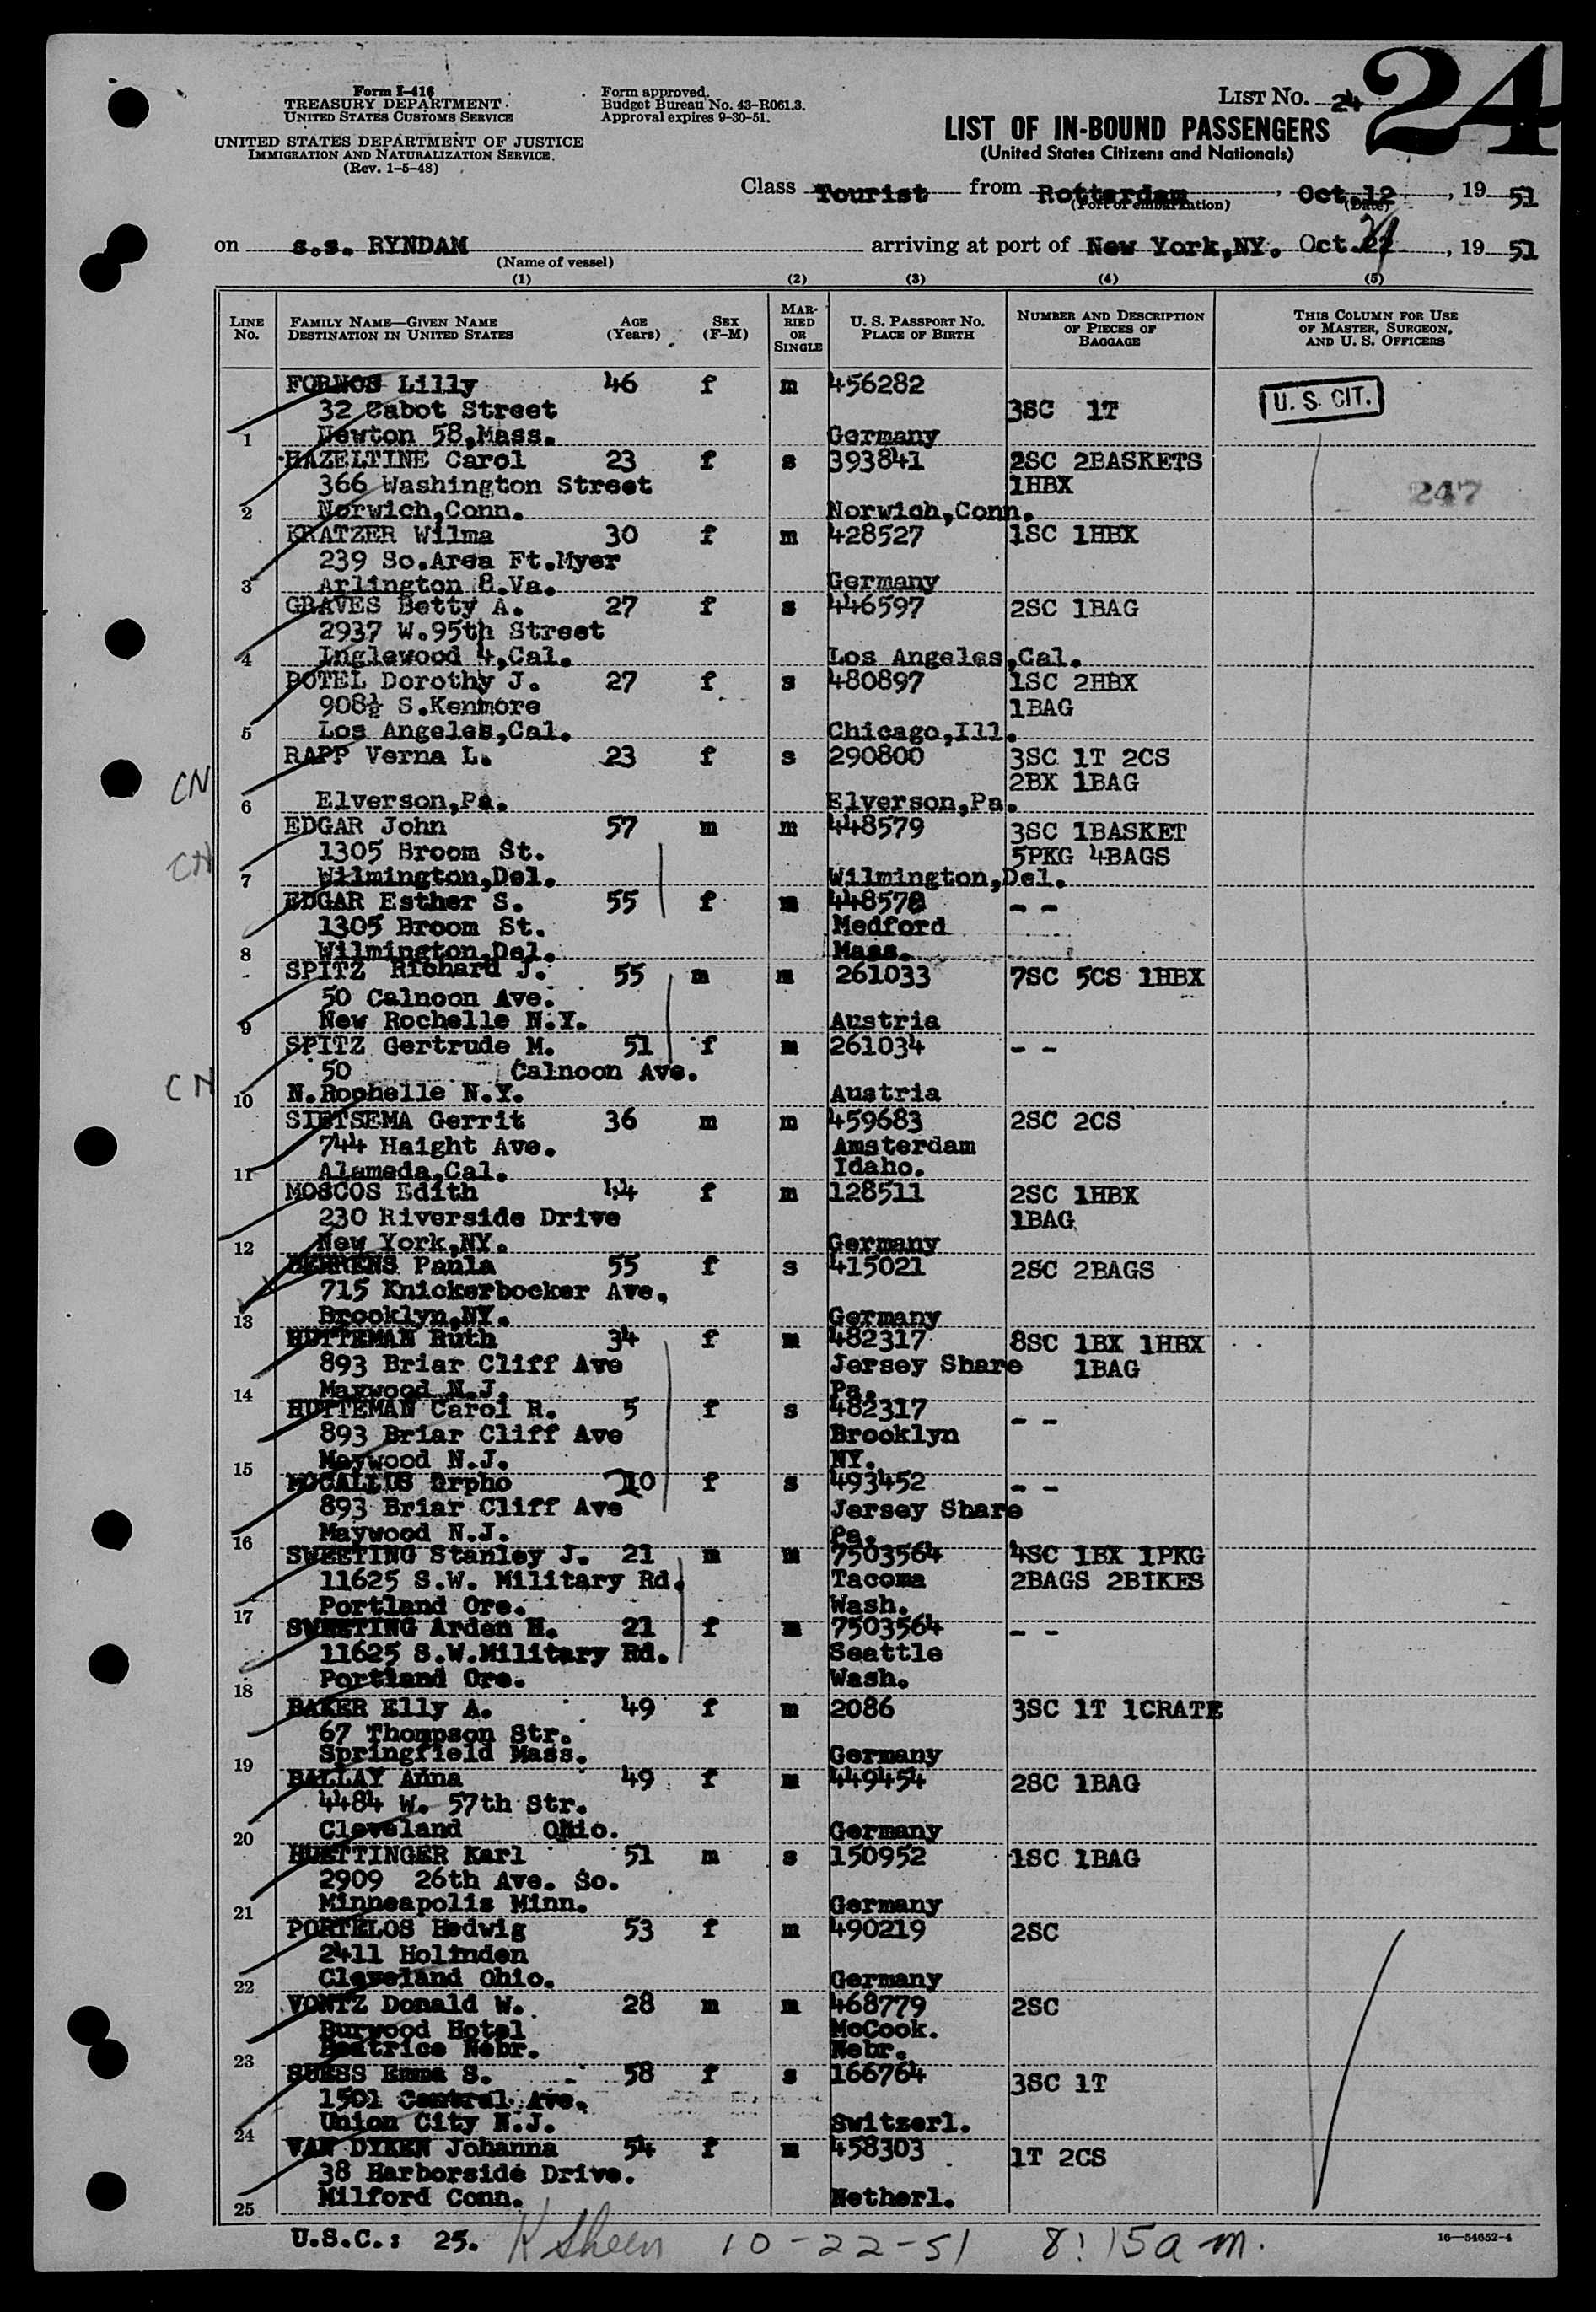 Form I-416
TREASURY DEPARTMENT
UNITED STATES CUSTOMS SERVICE
UNITED STATES DEPARTMENT OF JUSTICE
IMMIGRATION AND NATURALIZATION SERVICE
(Rev. 1-5-48)
Form approved.
Budget Bureau No. 43-R061.3.
Approval expires 9-30-51.
LIST No. 24
24
LIST OF IN-BOUND PASSENGERS
(United States Citizens and Nationals)
Class Tourist from Rotterdam, Oct.12, 19 51
(Port of embarkation) (Date)
on s.s. RYNDAM arriving at port of New York,NY. Oct. , 19 51
(Name of vessel)
(1) (2) (3) (4) (5)
LINE No. FAMILY NAME—GIVEN NAME DESTINATION IN UNITED STATES AGE (Years) SEX (F-M) MARRIED OR SINGLE U. S. PASSPORT No. PLACE OF BIRTH NUMBER AND DESCRIPTION OF PIECES OF BAGGAGE THIS COLUMN FOR USE OF MASTER, SURGEON, AND U. S. OFFICERS
FORNOS Lilly 46 f m 456282 U. S. CIT.
32 Cabot Street 3SC 1T
1 Newton 58,Mass. Germany
HAZELTINE Carol 23 f s 393841 2SC 2BASKETS
366 Washington Street 1HBX 247
2 Norwich,Conn. Norwich,Conn.
KRATZER Wilma 30 f m 428527 1SC 1HBX
239 So.Area Ft.Myer
3 Arlington 8.Va. Germany
GRAVES Betty A. 27 f s 446597 2SC 1BAG
2937 W.95th Street
4 Inglewood 4,Cal. Los Angeles,Cal.
POTEL Dorothy J. 27 f s 480897 1SC 2HBX
908½ S.Kenmore 1BAG
5 Los Angeles,Cal. Chicago,Ill.
RAPP Verna L. 23 f s 290800 3SC 1T 2CS
CN 2BX 1BAG
6 Elverson,Pa. Elverson,Pa.
EDGAR John 57 m m 448579 3SC 1BASKET
CN 1305 Broom St. 5PKG 4BAGS
7 Wilmington,Del. Wilmington,Del.
EDGAR Esther S. 55 f m 448578 - -
1305 Broom St. Medford
8 Wilmington,Del. Mass.
SPITZ Richard J. 55 m m 261033 7SC 5CS 1HBX
50 Calnoon Ave.
9 New Rochelle N.Y. Austria
SPITZ Gertrude M. 51 f m 261034 - -
CN 50 Calnoon Ave.
10 N.Rophelle N.Y. Austria
SIETSEMA Gerrit 36 m m 459683 2SC 2CS
744 Haight Ave. Amsterdam
11 Alameda,Cal. Idaho.
MOSCOS Edith 44 f m 128511 2SC 1HBX
230 Riverside Drive 1BAG
12 New York,NY. Germany
BEHRENS Paula 55 f s 415021 2SC 2BAGS
715 Knickerbocker Ave,
13 Brooklyn,NY. Germany
HUTTEMAN Ruth 34 f m 482317 8SC 1BX 1HBX
893 Briar Cliff Ave Jersey Share 1BAG
14 Maywood N.J. Pa.
HUTTEMAN Carol R. 5 f s 482317 - -
893 Briar Cliff Ave Brooklyn
15 Maywood N.J. NY.
MCCALLUS Orpho f s 493452 - -
893 Briar Cliff Ave Jersey Share
16 Maywood N.J. Pa.
SWEETING Stanley J. 21 m m 7503564 4SC 1BX 1PKG
11625 S.W. Military Rd. Tacoma 2BAGS 2BIKES
17 Portland Ore. Wash.
SWEETING Arden H. 21 f m 7503564 - -
11625 S.W.Military Rd. Seattle
18 Portland Ore. Wash.
BAKER Elly A. 49 f m 2086 3SC 1T 1CRATE
67 Thompson Str.
19 Springfield Mass. Germany
BALLAY Anna 49 f m 449454 2SC 1BAG
4484 W. 57th Str.
20 Cleveland Ohio. Germany
HUETTINGER Karl 51 m s 150952 1SC 1BAG
2909 26th Ave. So.
21 Minneapolis Minn. Germany
PORTELOS Hedwig 53 f m 490219 2SC
2411 Holmden
22 Cleveland Ohio. Germany
VONTZ Donald W. 28 m m 468779 2SC
Burwood Hotel McCook.
23 Beatrice Nebr. Nebr.
SUESS Emma S. 58 f s 166764 3SC 1T
1501 Central Ave.
24 Union City N.J. Switzerl.
VAN DYKEN Johanna 54 f m 458303 1T 2CS
38 Harborside Drive.
25 Milford Conn. Netherl.
U.S.C.: 25. K Sheen 10-22-51 8:15 a m.
16—54652-4